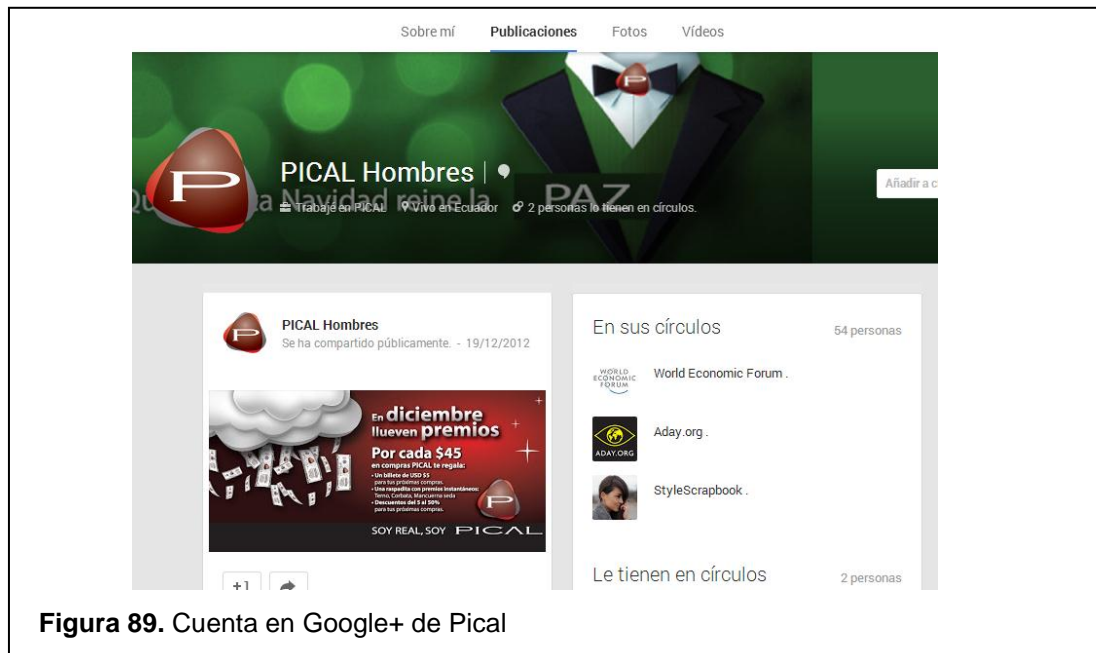 Sobre mí Publicaciones Fotos Vídeos
PICAL Hombres
P
ta Navidad reine la PAZ
Trabaje en PICAL Vivo en Ecuador 2 personas lo tienen en círculos.
Añadir a c
PICAL Hombres
Se ha compartido públicamente. - 19/12/2012
En diciembre
llueven premios
Por cada $45
en compras PICAL te regala:
• Un billete de USD $5
para tus próximas compras.
• Una raspadita con premios instantáneos:
Terno, Corbata, Mancuerna seda
• Descuentos del 5 al 50%
para tus próximas compras.
P
SOY REAL, SOY PICAL
+1
En sus círculos 54 personas
WORLD
ECONOMIC
FORUM
World Economic Forum .
ADAY.ORG
Aday.org .
StyleScrapbook .
Le tienen en círculos 2 personas
Figura 89. Cuenta en Google+ de Pical